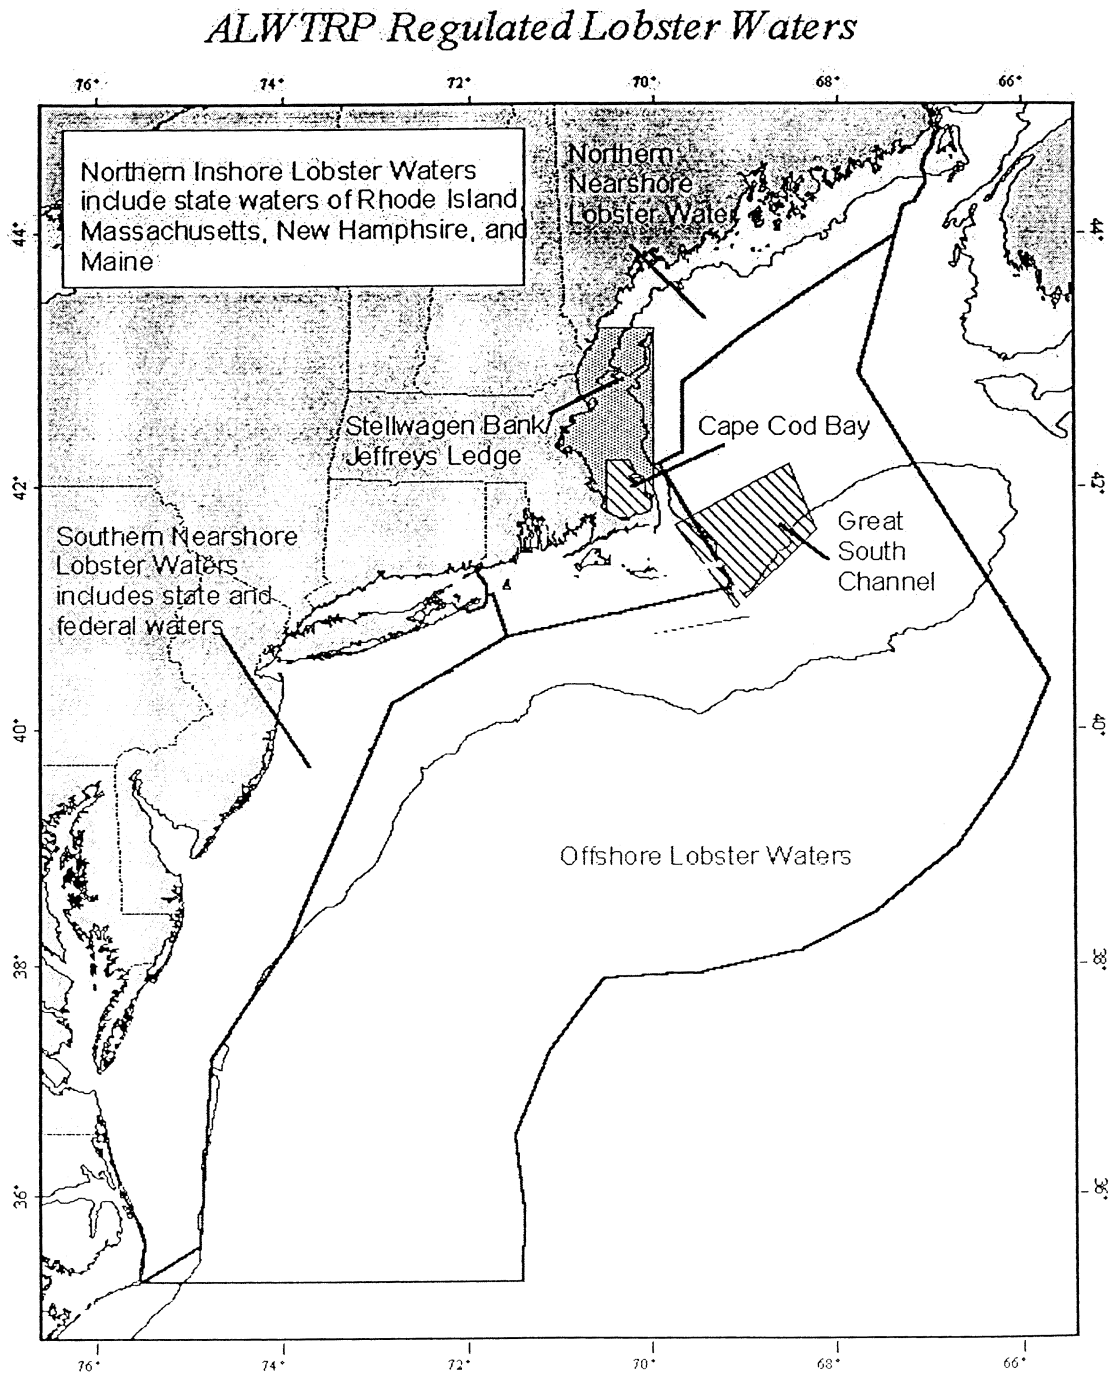 ALWTRP Regulated Lobster Waters
76° 74° 72° 70° 68° 66°
Northern Inshore Lobster Waters
include state waters of Rhode Island,
Massachusetts, New Hamphsire, and
Maine
Northern
Nearshore
Lobster Water
44° 44°
Stellwagen Bank/
Jeffreys Ledge
Cape Cod Bay
42° 42°
Great
South
Channel
Southern Nearshore
Lobster Waters
includes state and
federal waters
40° 40°
Offshore Lobster Waters
38° 38°
36° 36°
76° 74° 72° 70° 68° 66°